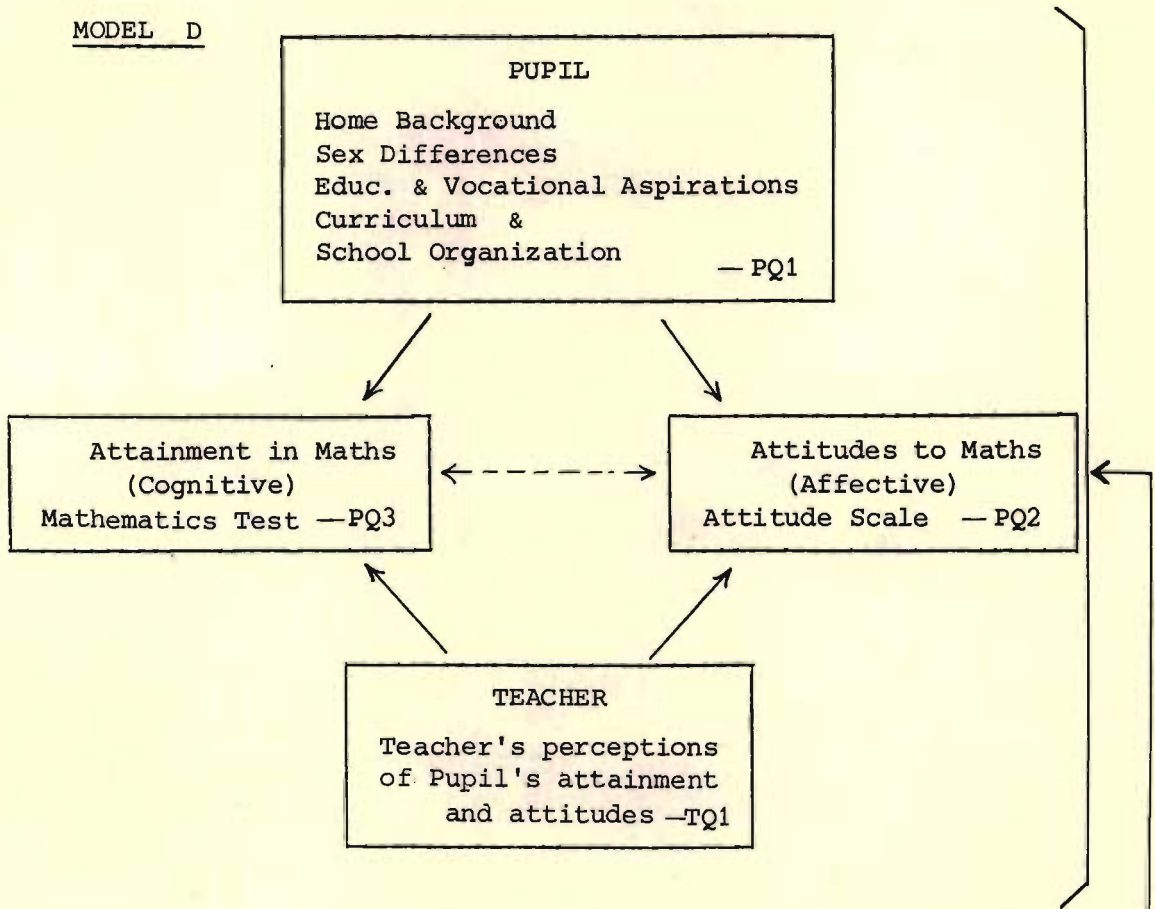 MODEL D
PUPIL
Home Background
Sex Differences
Educ. & Vocational Aspirations
Curriculum &
School Organization
— PQ1
Attainment in Maths
(Cognitive)
Mathematics Test —PQ3
Attitudes to Maths
(Affective)
Attitude Scale — PQ2
TEACHER
Teacher's perceptions
of Pupil's attainment
and attitudes —TQ1